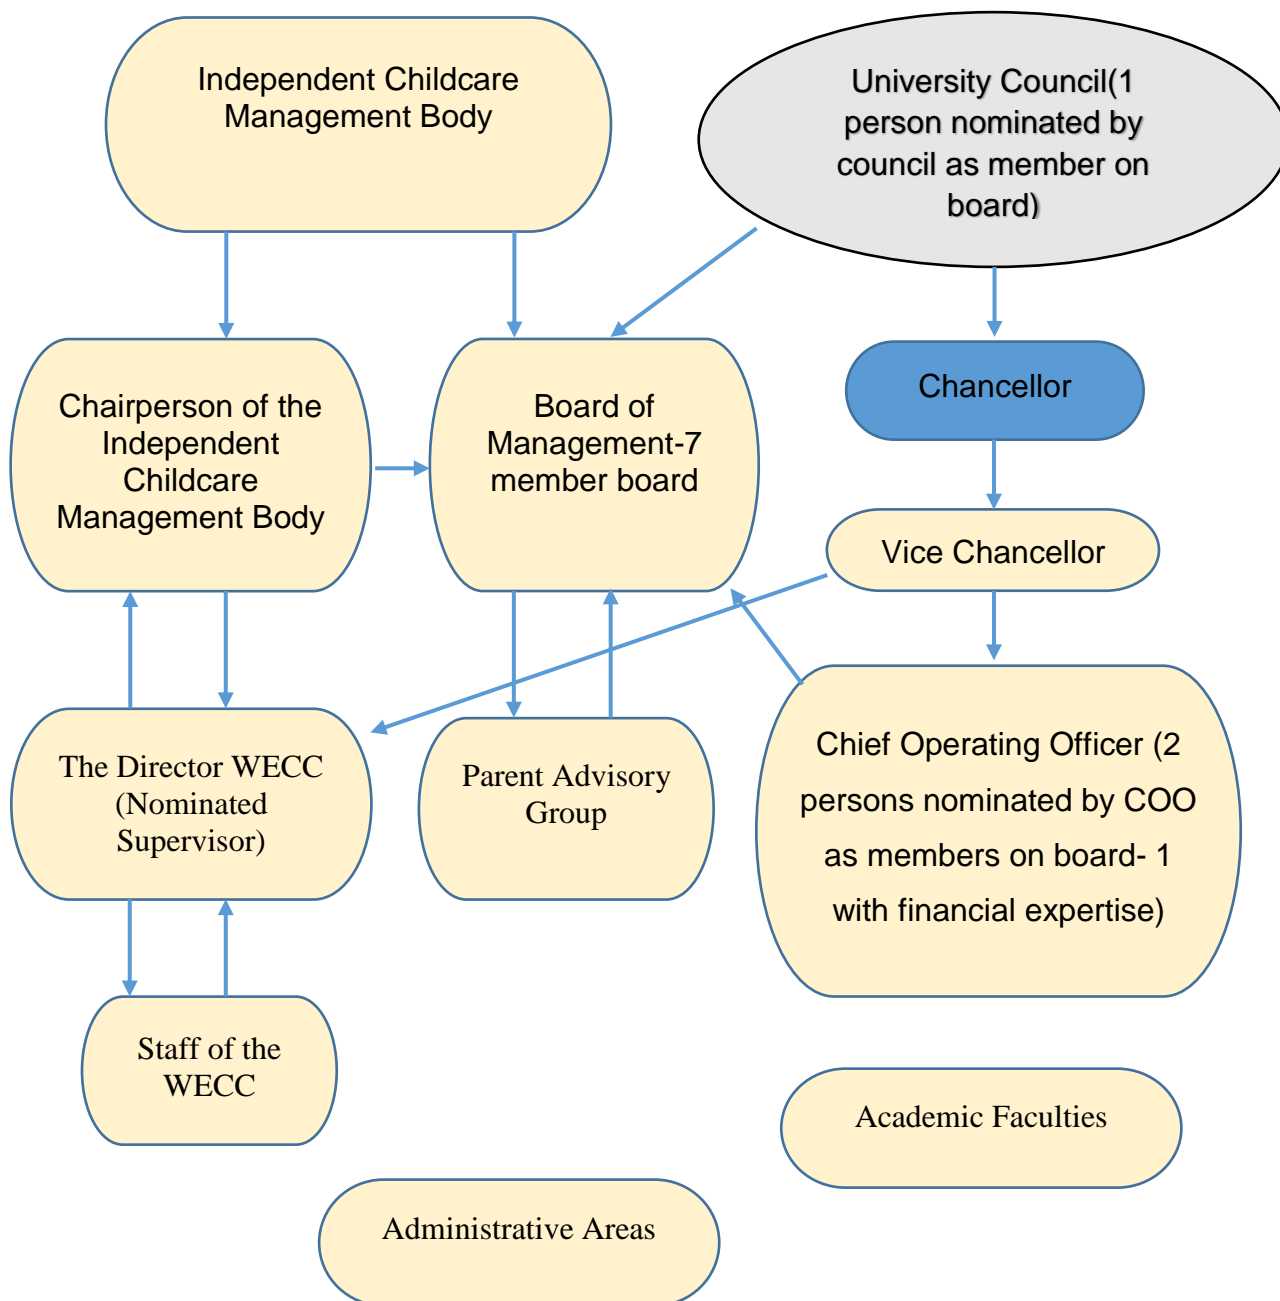 Independent Childcare
Management Body
University Council(1
person nominated by
council as member on
board)
Chairperson of the
Independent
Childcare
Management Body
Board of
Management-7
member board
Chancellor
Vice Chancellor
The Director WECC
(Nominated
Supervisor)
Parent Advisory
Group
Chief Operating Officer (2
persons nominated by COO
as members on board- 1
with financial expertise)
Staff of the
WECC
Academic Faculties
Administrative Areas